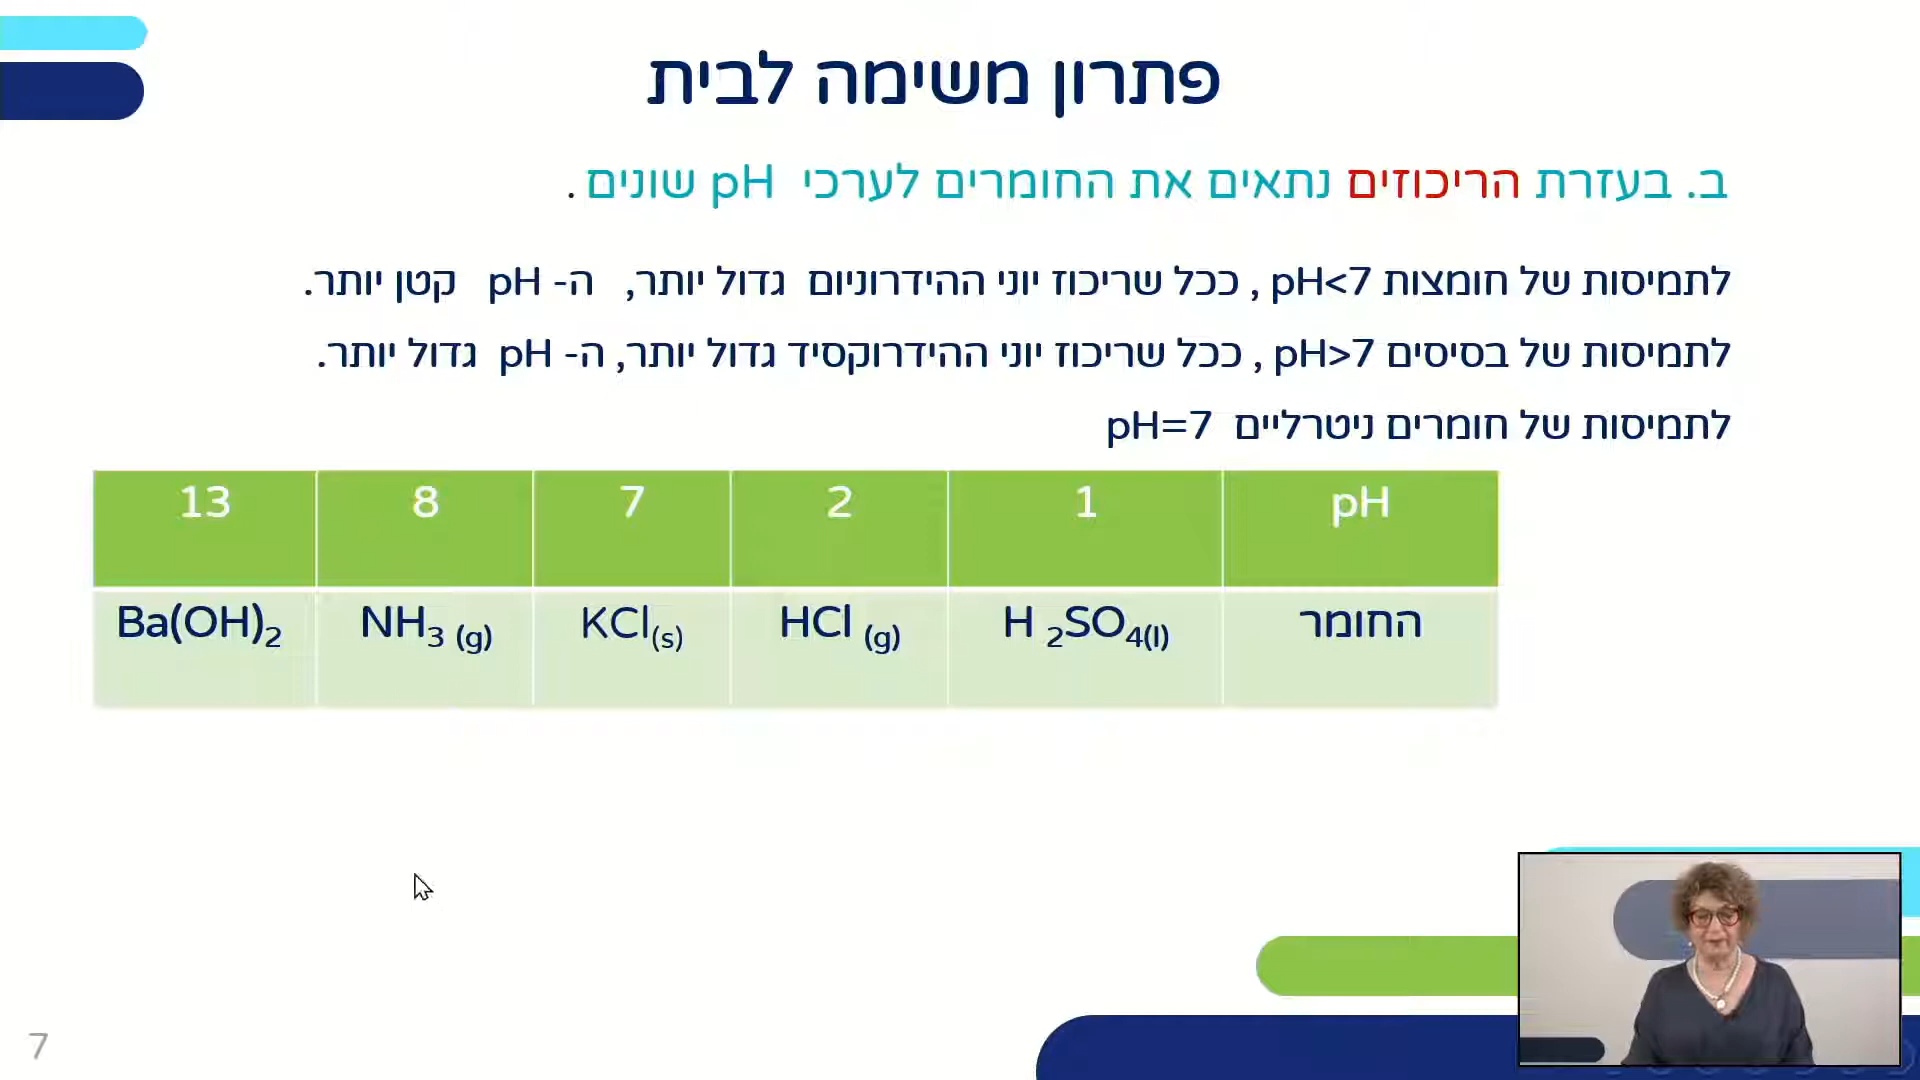 פתרון משימה לבית
ב. בעזרת הריכוזים נתאים את החומרים לערכי pH שונים .
לתמיסות של חומצות pH<7 , ככל שריכוז יוני ההידרוניום גדול יותר, ה- pH קטן יותר.
לתמיסות של בסיסים pH>7 , ככל שריכוז יוני ההידרוקסיד גדול יותר, ה- pH גדול יותר.
לתמיסות של חומרים ניטרליים pH=7
pH 1 2 7 8 13
החומר H 2SO4(l) HCl (g) KCl(s) NH3 (g) Ba(OH)2
7